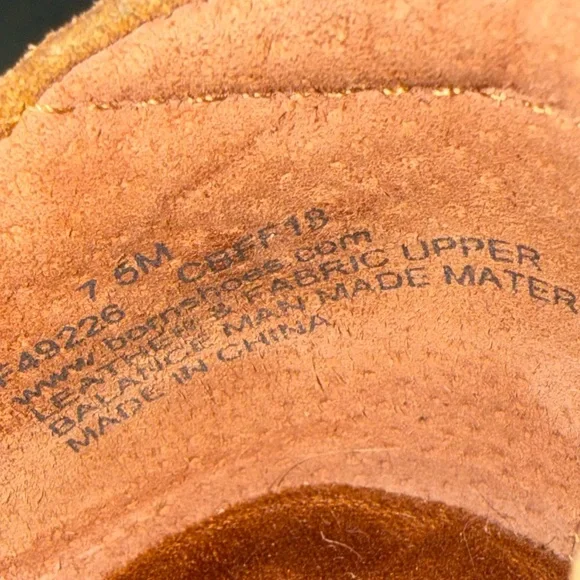 7 5M CBFF18
F49226
www.bornshoes.com
LEATHER & FABRIC UPPER
BALANCE MAN MADE MATER
MADE IN CHINA